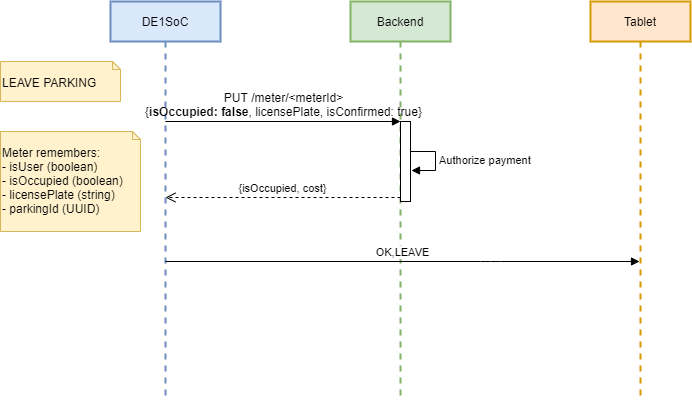 DE1SoC
Backend
Tablet
LEAVE PARKING
PUT /meter/<meterId>
{isOccupied: false, licensePlate, isConfirmed: true}
Meter remembers:
- isUser (boolean)
- isOccupied (boolean)
- licensePlate (string)
- parkingId (UUID)
Authorize payment
{isOccupied, cost}
OK,LEAVE